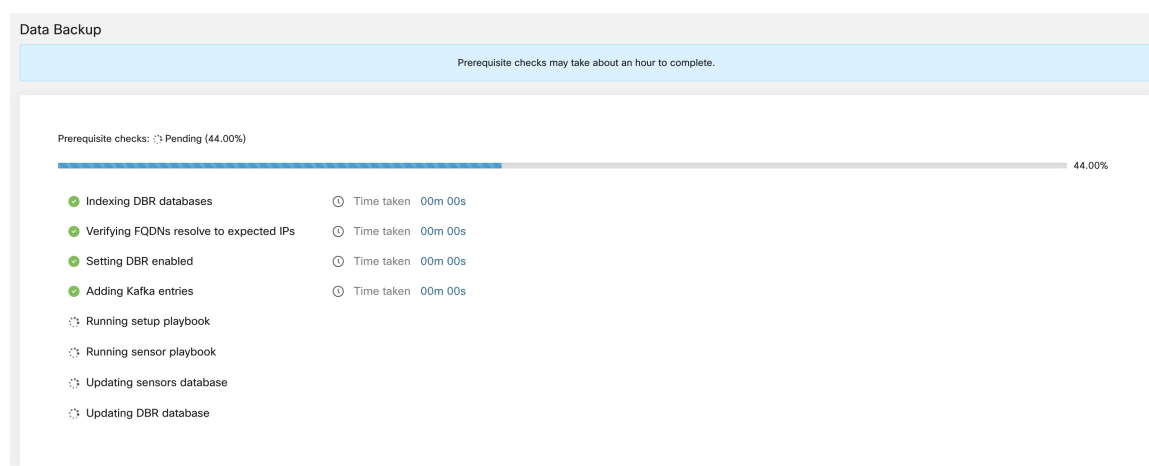 Data Backup
Prerequisite checks may take about an hour to complete.
Prerequisite checks: Pending (44.00%)
44.00%
Indexing DBR databases Time taken 00m 00s
Verifying FQDNs resolve to expected IPs Time taken 00m 00s
Setting DBR enabled Time taken 00m 00s
Adding Kafka entries Time taken 00m 00s
Running setup playbook
Running sensor playbook
Updating sensors database
Updating DBR database